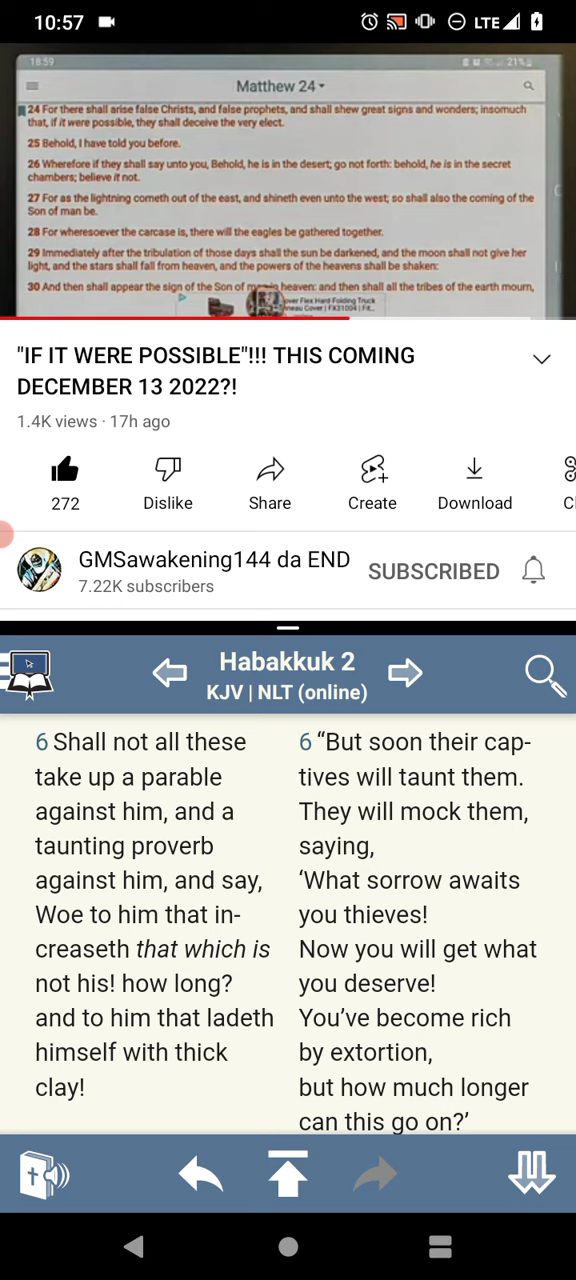 10:57
LTE
18:59
21%
Matthew 24
24 For there shall arise false Christs, and false prophets, and shall shew great signs and wonders; insomuch
that, if it were possible, they shall deceive the very elect.
25 Behold, I have told you before.
26 Wherefore if they shall say unto you, Behold, he is in the desert; go not forth: behold, he is in the secret
chambers; believe it not.
27 For as the lightning cometh out of the east, and shineth even unto the west; so shall also the coming of the
Son of man be.
28 For wheresoever the carcase is, there will the eagles be gathered together.
29 Immediately after the tribulation of those days shall the sun be darkened, and the moon shall not give her
light, and the stars shall fall from heaven, and the powers of the heavens shall be shaken:
30 And then shall appear the sign of the Son of man in heaven: and then shall all the tribes of the earth mourn,
over Flex Hard Folding Truck
nneau Cover | FX31004 | Fit...
"IF IT WERE POSSIBLE"!!! THIS COMING
DECEMBER 13 2022?!
1.4K views · 17h ago
272
Dislike
Share
Create
Download
Cl
GMSawakening144 da END
SUBSCRIBED
7.22K subscribers
Habakkuk 2
KJV | NLT (online)
6 Shall not all these
take up a parable
against him, and a
taunting proverb
against him, and say,
Woe to him that in-
creaseth that which is
not his! how long?
and to him that ladeth
himself with thick
clay!
6 “But soon their cap-
tives will taunt them.
They will mock them,
saying,
‘What sorrow awaits
you thieves!
Now you will get what
you deserve!
You’ve become rich
by extortion,
but how much longer
can this go on?’